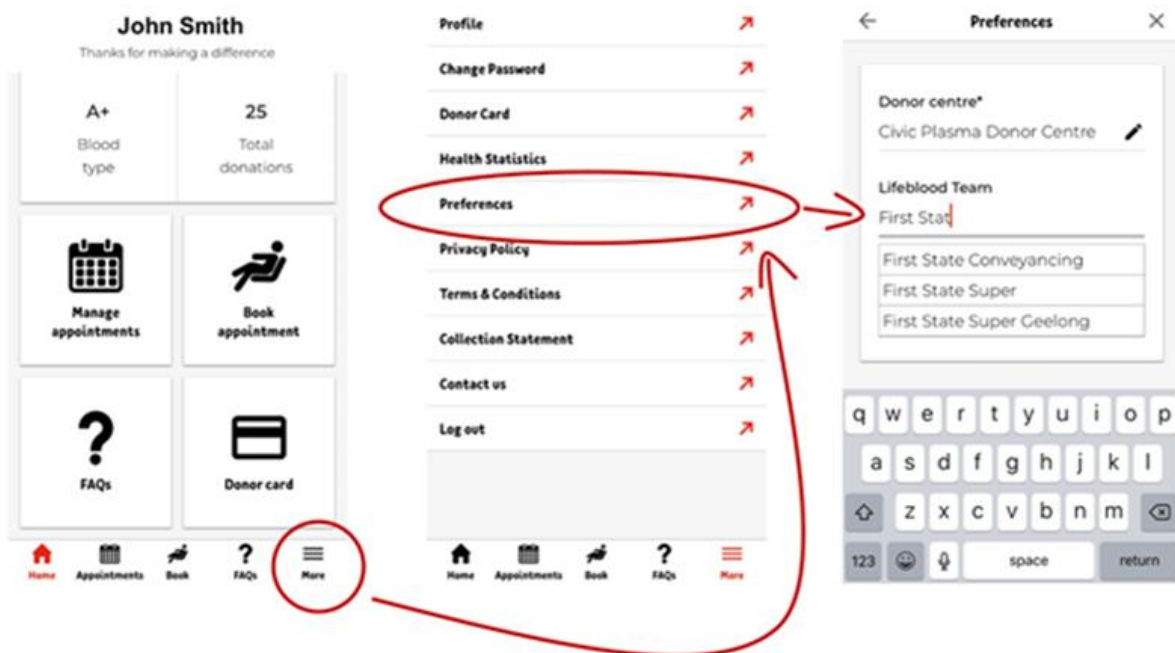 John Smith
Thanks for making a difference
A+
Blood
type
25
Total
donations
Manage
appointments
Book
appointment
FAQs
Donor card
Home
Appointments
Book
FAQs
More
Profile
Change Password
Donor Card
Health Statistics
Preferences
Privacy Policy
Terms & Conditions
Collection Statement
Contact us
Log out
Home
Appointments
Book
FAQs
More
Preferences
Donor centre*
Civic Plasma Donor Centre
Lifeblood Team
First Stat
First State Conveyancing
First State Super
First State Super Geelong
q w e r t y u i o p
a s d f g h j k l
z x c v b n m
123 space return